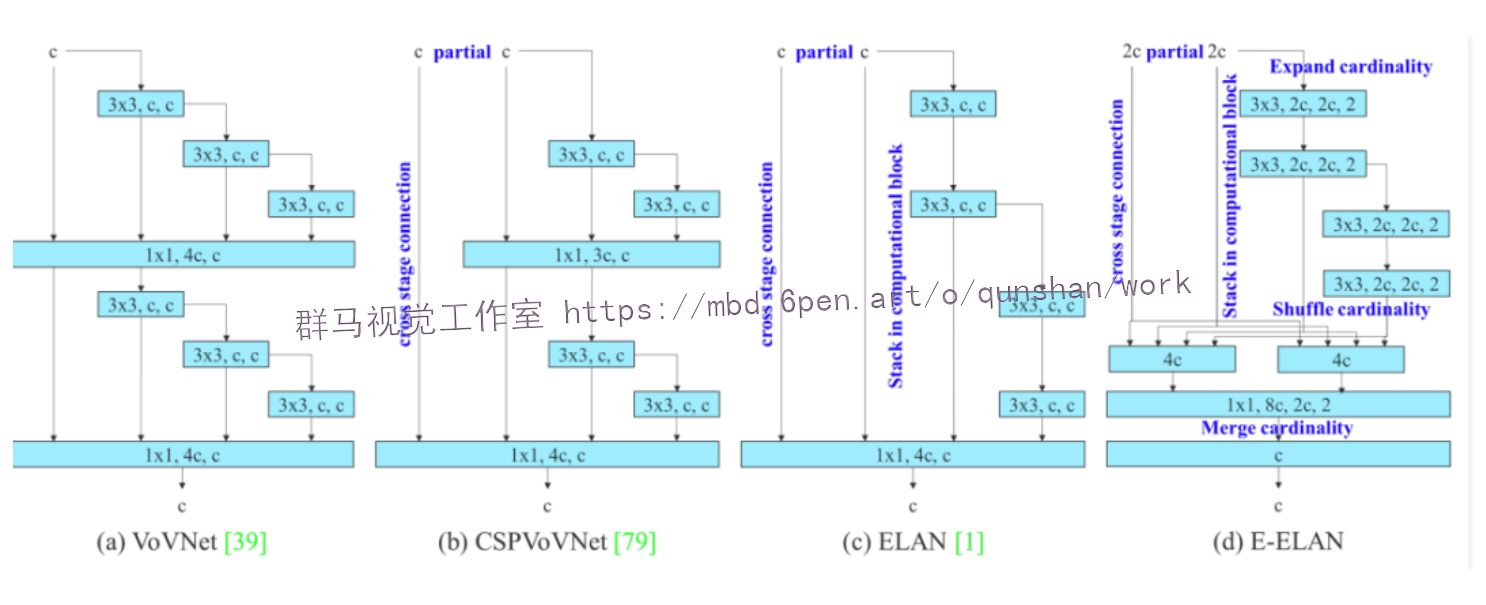 c
3x3, c, c
3x3, c, c
3x3, c, c
1x1, 4c, c
3x3, c, c
3x3, c, c
3x3, c, c
1x1, 4c, c
c
(a) VoVNet [39]
c partial c
cross stage connection
3x3, c, c
3x3, c, c
1x1, 3c, c
3x3, c, c
3x3, c, c
1x1, 4c, c
c
(b) CSPVoVNet [79]
c partial c
cross stage connection
Stack in computational block
3x3, c, c
3x3, c, c
3x3, c, c
3x3, c, c
1x1, 4c, c
c
(c) ELAN [1]
2c partial 2c
cross stage connection
Stack in computational block
Expand cardinality
3x3, 2c, 2c, 2
3x3, 2c, 2c, 2
3x3, 2c, 2c, 2
3x3, 2c, 2c, 2
Shuffle cardinality
4c
4c
1x1, 8c, 2c, 2
Merge cardinality
c
c
(d) E-ELAN
群马视觉工作室 https://mbd.6pen.art/o/qunshan/work